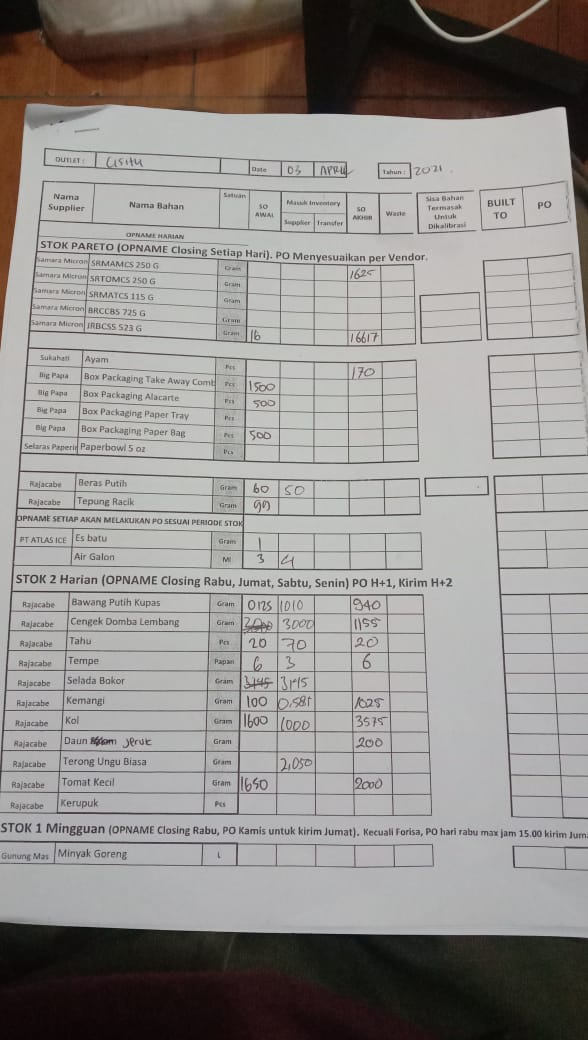 OUTLET : Cisitu Date 03 APRIL Tahun : 2021
Nama Supplier Nama Bahan Satuan SO AWAL Masuk Inventory Supplier Transfer SO AKHIR Waste Sisa Bahan Termasak Untuk Dikalibrasi BUILT TO PO
OPNAME HARIAN
STOK PARETO (OPNAME Closing Setiap Hari). PO Menyesuaikan per Vendor.
Samara Micron SRMAMCS 250 G Gram 1625
Samara Micron SRTOMCS 250 G Gram
Samara Micron SRMATCS 115 G Gram
Samara Micron BRCCBS 725 G Gram
Samara Micron JRBCSS 523 G Gram 16 16617
Sukahati Ayam Pcs 170
Big Papa Box Packaging Take Away Comb Pcs 1500
Big Papa Box Packaging Alacarte Pcs 500
Big Papa Box Packaging Paper Tray Pcs
Big Papa Box Packaging Paper Bag Pcs 500
Selaras Paperin Paperbowl 5 oz Pcs
Rajacabe Beras Putih Gram 60 50
Rajacabe Tepung Racik Gram
OPNAME SETIAP AKAN MELAKUKAN PO SESUAI PERIODE STOK
PT ATLAS ICE Es batu Gram 1
Air Galon Ml 3 4
STOK 2 Harian (OPNAME Closing Rabu, Jumat, Sabtu, Senin) PO H+1, Kirim H+2
Rajacabe Bawang Putih Kupas Gram 0125 1010 940
Rajacabe Cengek Domba Lembang Gram 3000 3000 1155
Rajacabe Tahu Pcs 20 70 20
Rajacabe Tempe Papan 6 3 6
Rajacabe Selada Bokor Gram 3145 3145
Rajacabe Kemangi Gram 100 0,585 1025
Rajacabe Kol Gram 1600 1000 3575
Rajacabe Daun jeruk Gram 200
Rajacabe Terong Ungu Biasa Gram 2,050
Rajacabe Tomat Kecil Gram 1650 2000
Rajacabe Kerupuk Pcs
STOK 1 Mingguan (OPNAME Closing Rabu, PO Kamis untuk kirim Jumat). Kecuali Forisa, PO hari rabu max jam 15.00 kirim Juma
Gunung Mas Minyak Goreng L